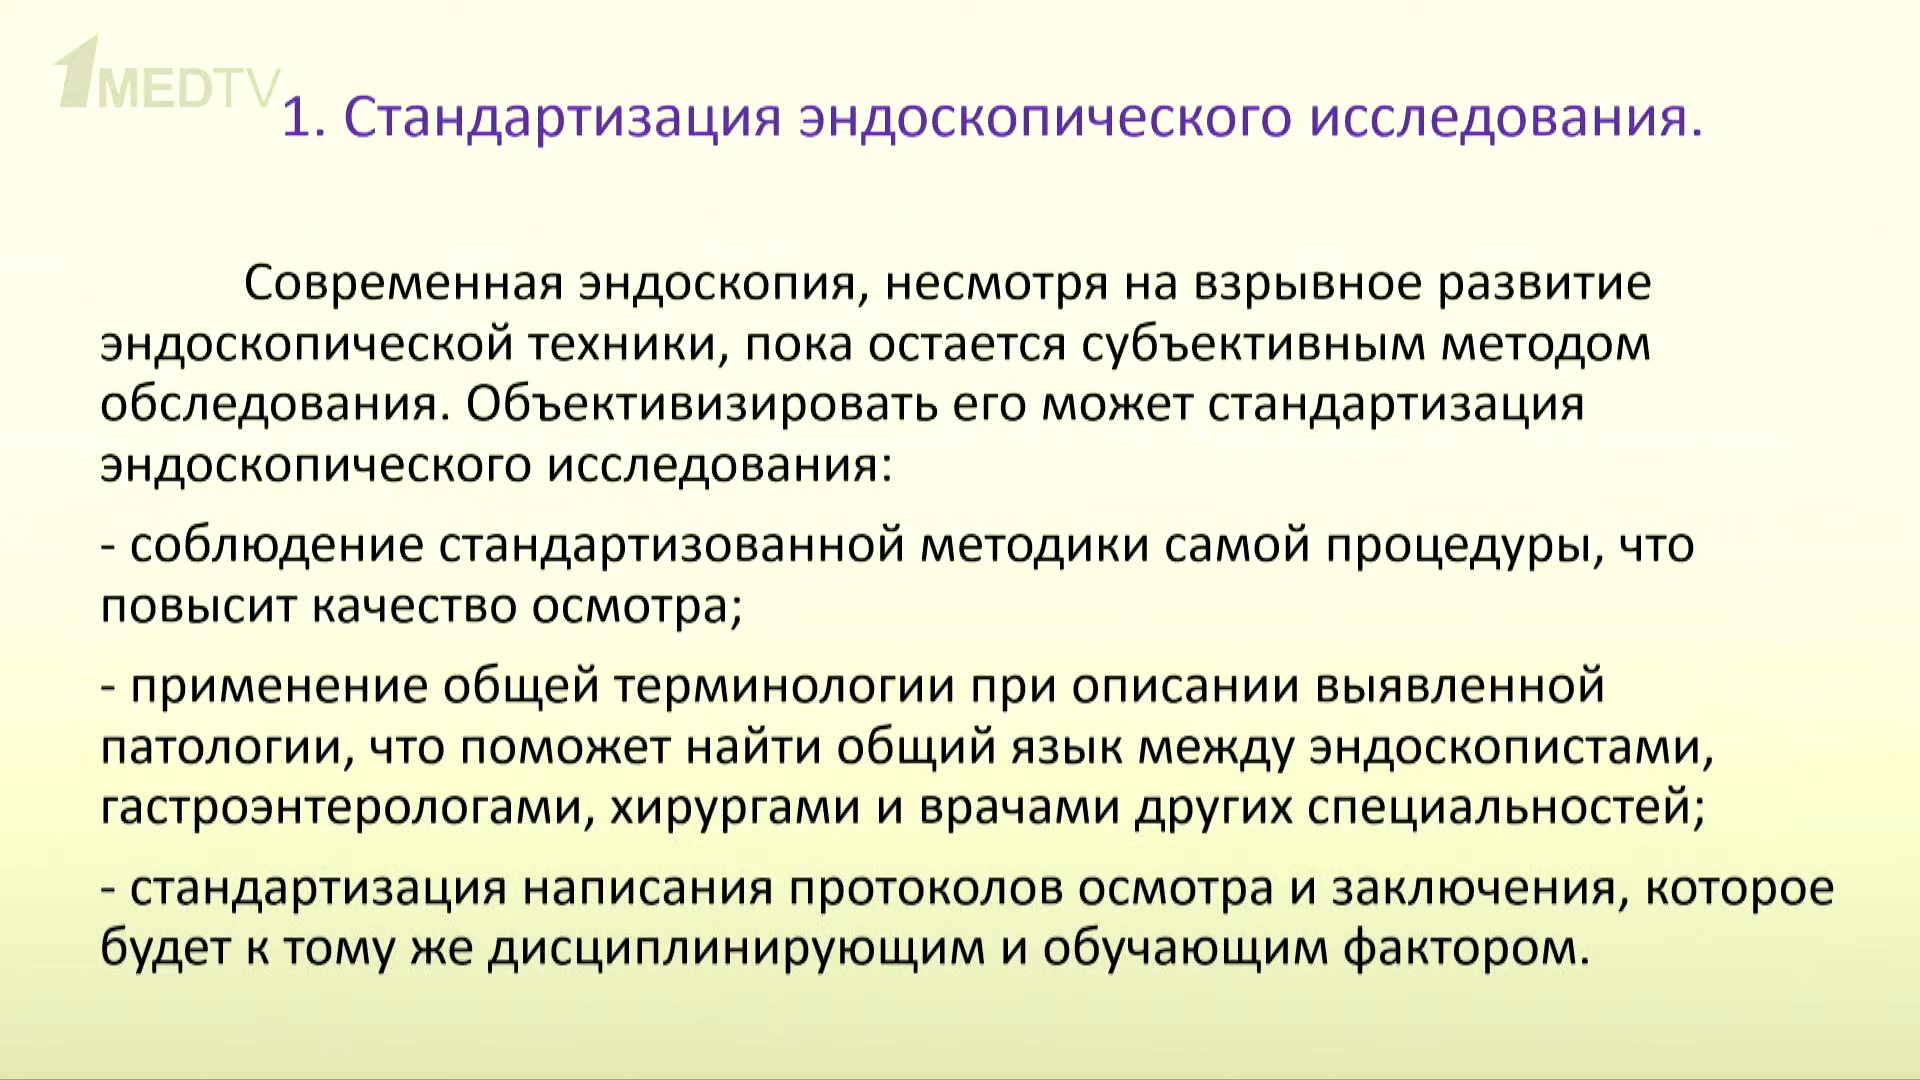 1MEDTV
1. Стандартизация эндоскопического исследования.
Современная эндоскопия, несмотря на взрывное развитие
эндоскопической техники, пока остается субъективным методом
обследования. Объективизировать его может стандартизация
эндоскопического исследования:
- соблюдение стандартизованной методики самой процедуры, что
повысит качество осмотра;
- применение общей терминологии при описании выявленной
патологии, что поможет найти общий язык между эндоскопистами,
гастроэнтерологами, хирургами и врачами других специальностей;
- стандартизация написания протоколов осмотра и заключения, которое
будет к тому же дисциплинирующим и обучающим фактором.